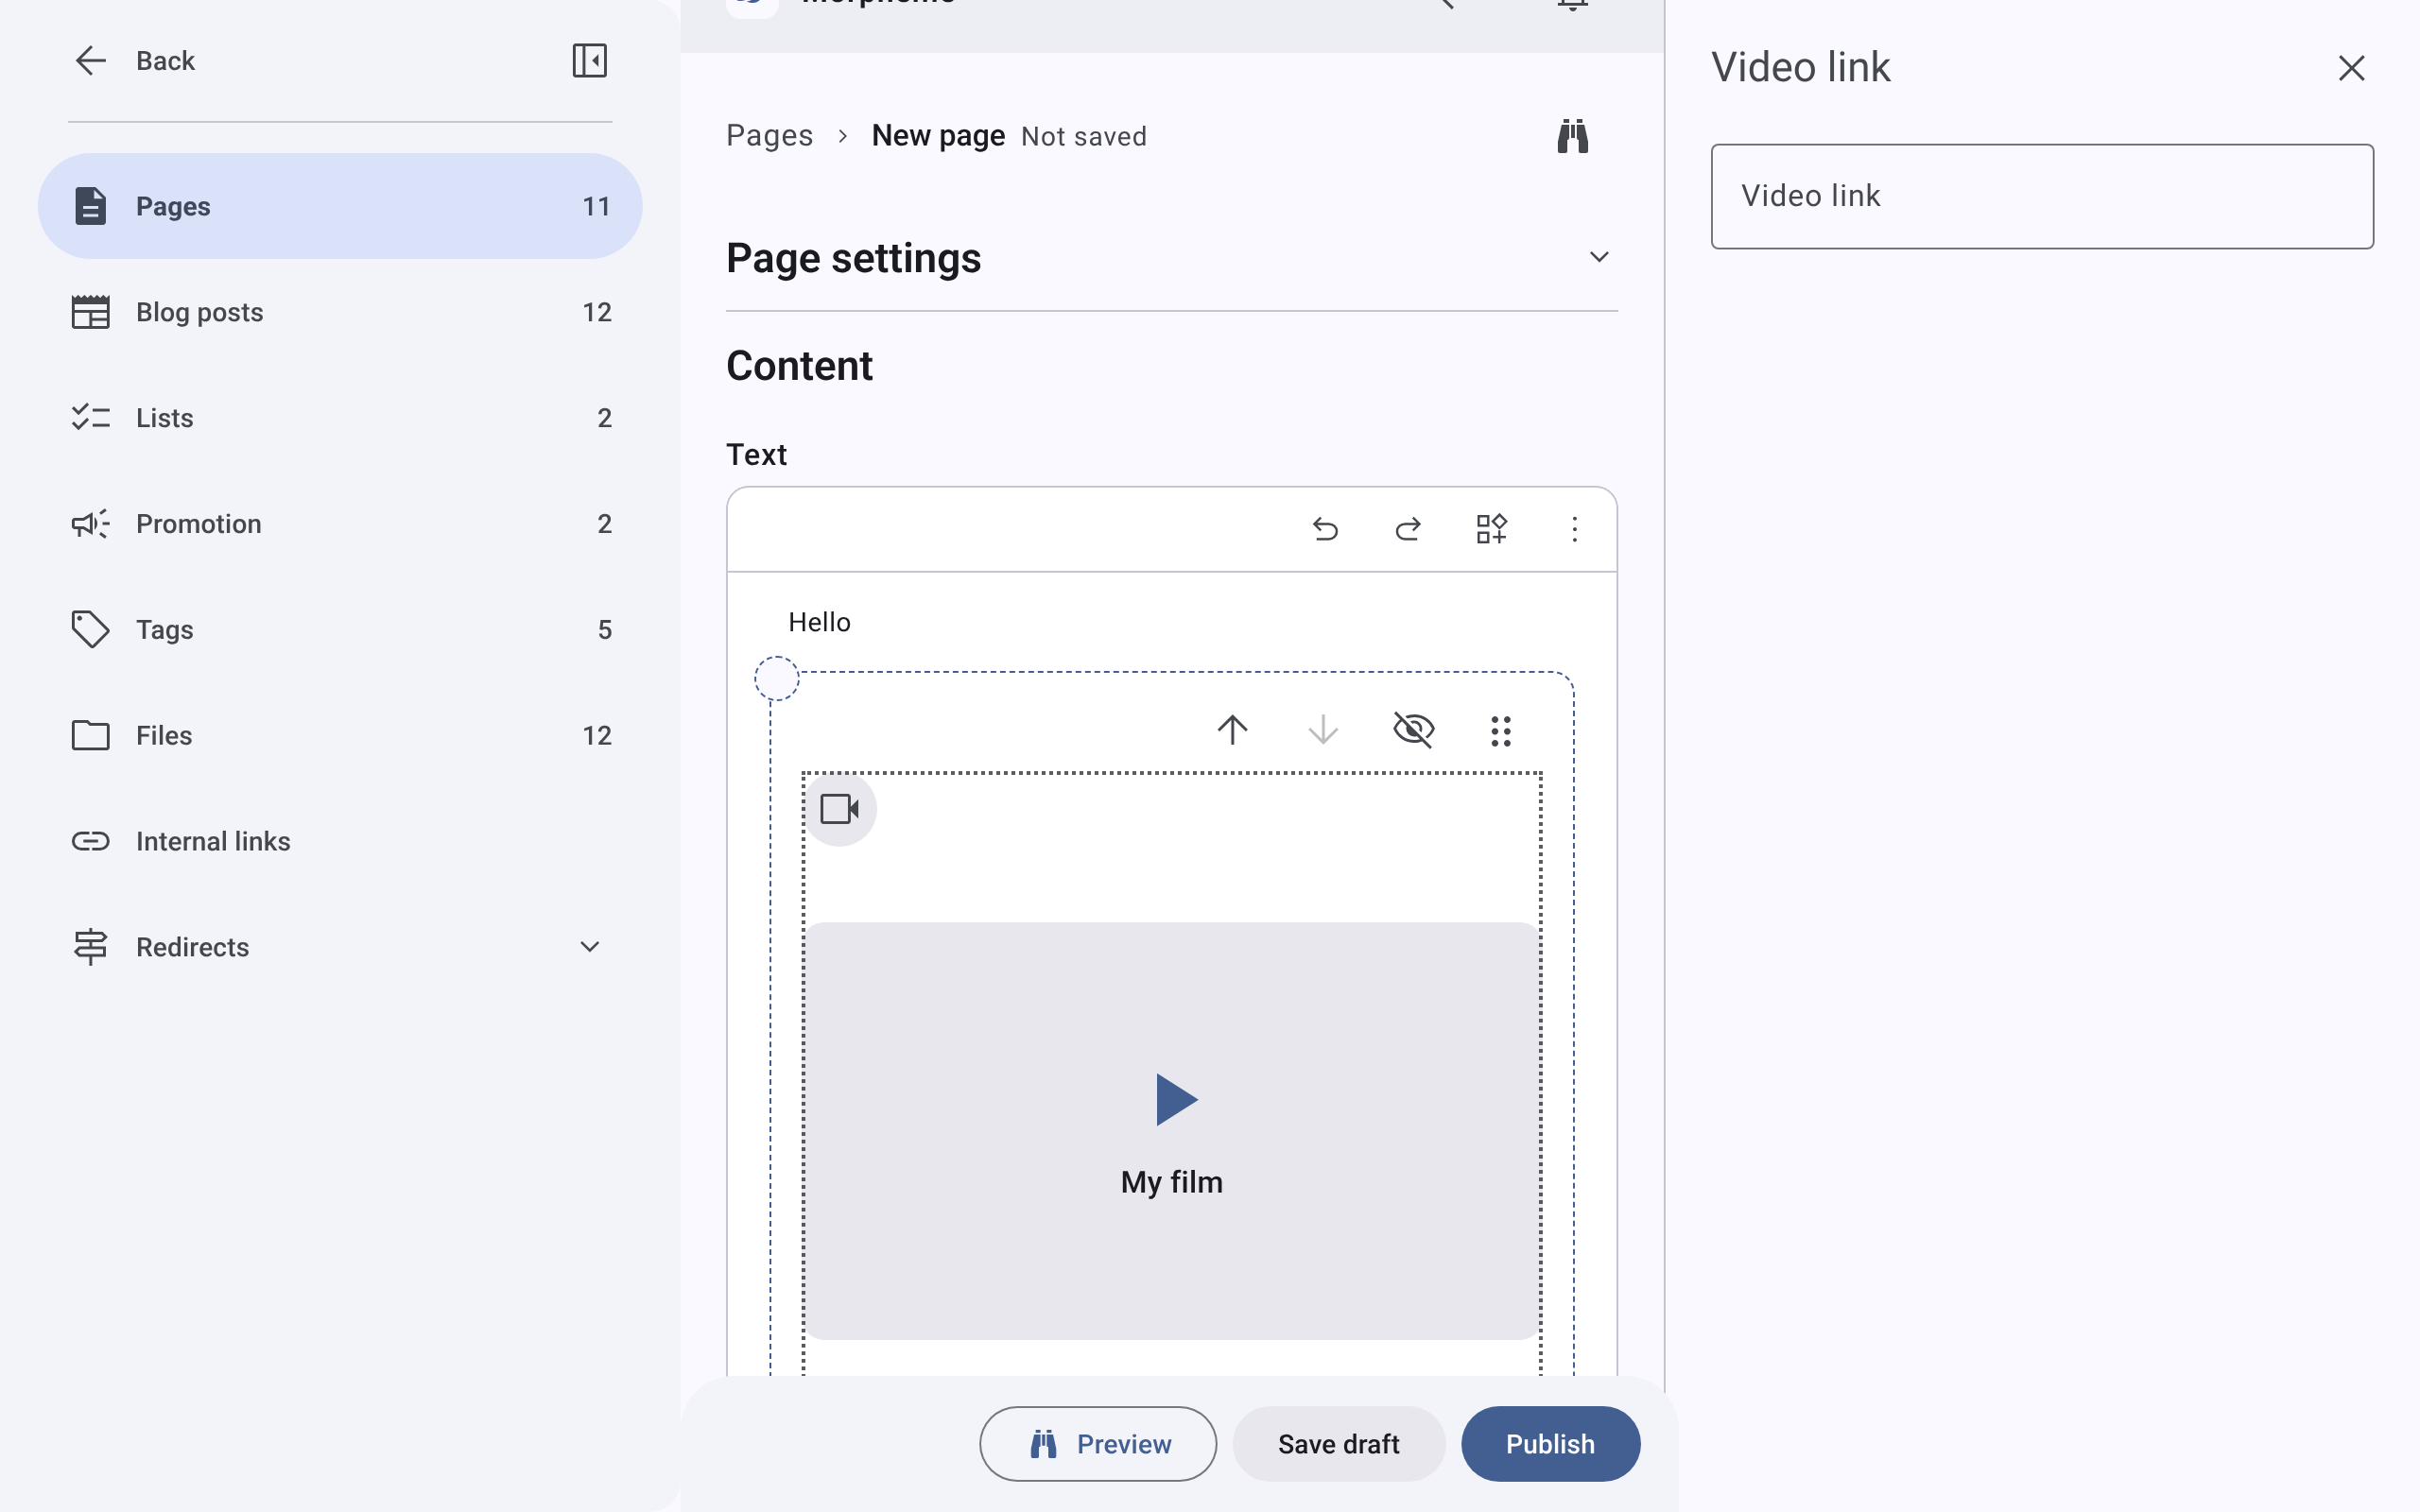 Back
Pages 11
Blog posts 12
Lists 2
Promotion 2
Tags 5
Files 12
Internal links
Redirects
Pages > New page Not saved
Page settings
Content
Text
Hello
My film
Preview
Save draft
Publish
Video link
Video link